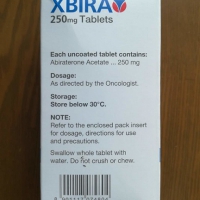 XBIRA
250mg Tablets
Each uncoated tablet contains:
Abiraterone Acetate ... 250 mg
Dosage:
As directed by the Oncologist.
Storage:
Store below 30°C.
NOTE:
Refer to the enclosed pack insert
for dosage, directions for use
and precautions.
Swallow whole tablet with
water. Do not crush or chew.